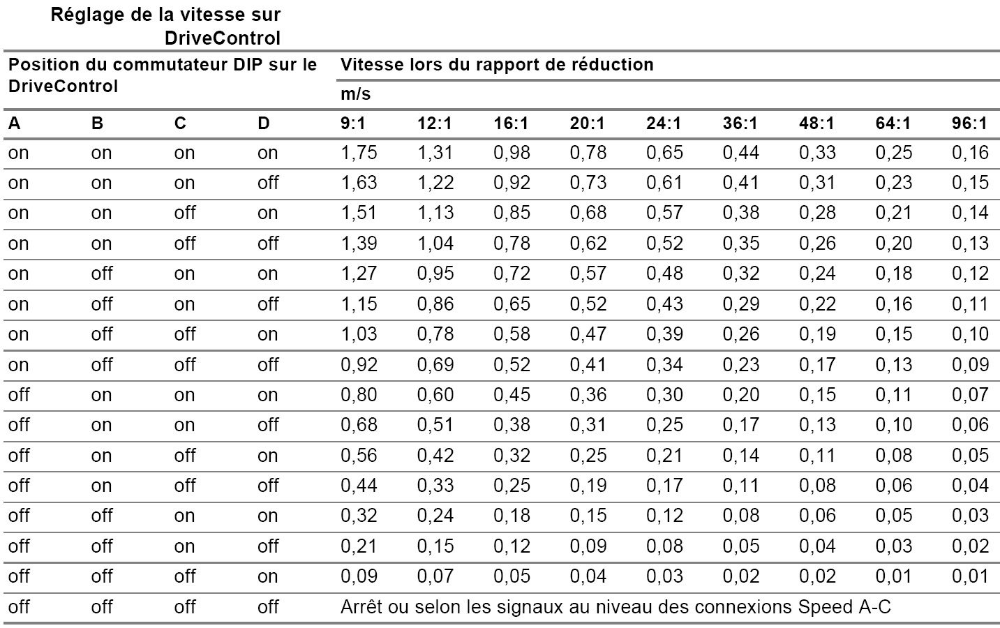 Réglage de la vitesse sur
DriveControl
Position du commutateur DIP sur le Vitesse lors du rapport de réduction
DriveControl
m/s
A B C D 9:1 12:1 16:1 20:1 24:1 36:1 48:1 64:1 96:1
on on on on 1,75 1,31 0,98 0,78 0,65 0,44 0,33 0,25 0,16
on on on off 1,63 1,22 0,92 0,73 0,61 0,41 0,31 0,23 0,15
on on off on 1,51 1,13 0,85 0,68 0,57 0,38 0,28 0,21 0,14
on on off off 1,39 1,04 0,78 0,62 0,52 0,35 0,26 0,20 0,13
on off on on 1,27 0,95 0,72 0,57 0,48 0,32 0,24 0,18 0,12
on off on off 1,15 0,86 0,65 0,52 0,43 0,29 0,22 0,16 0,11
on off off on 1,03 0,78 0,58 0,47 0,39 0,26 0,19 0,15 0,10
on off off off 0,92 0,69 0,52 0,41 0,34 0,23 0,17 0,13 0,09
off on on on 0,80 0,60 0,45 0,36 0,30 0,20 0,15 0,11 0,07
off on on off 0,68 0,51 0,38 0,31 0,25 0,17 0,13 0,10 0,06
off on off on 0,56 0,42 0,32 0,25 0,21 0,14 0,11 0,08 0,05
off on off off 0,44 0,33 0,25 0,19 0,17 0,11 0,08 0,06 0,04
off off on on 0,32 0,24 0,18 0,15 0,12 0,08 0,06 0,05 0,03
off off on off 0,21 0,15 0,12 0,09 0,08 0,05 0,04 0,03 0,02
off off off on 0,09 0,07 0,05 0,04 0,03 0,02 0,02 0,01 0,01
off off off off Arrêt ou selon les signaux au niveau des connexions Speed A-C